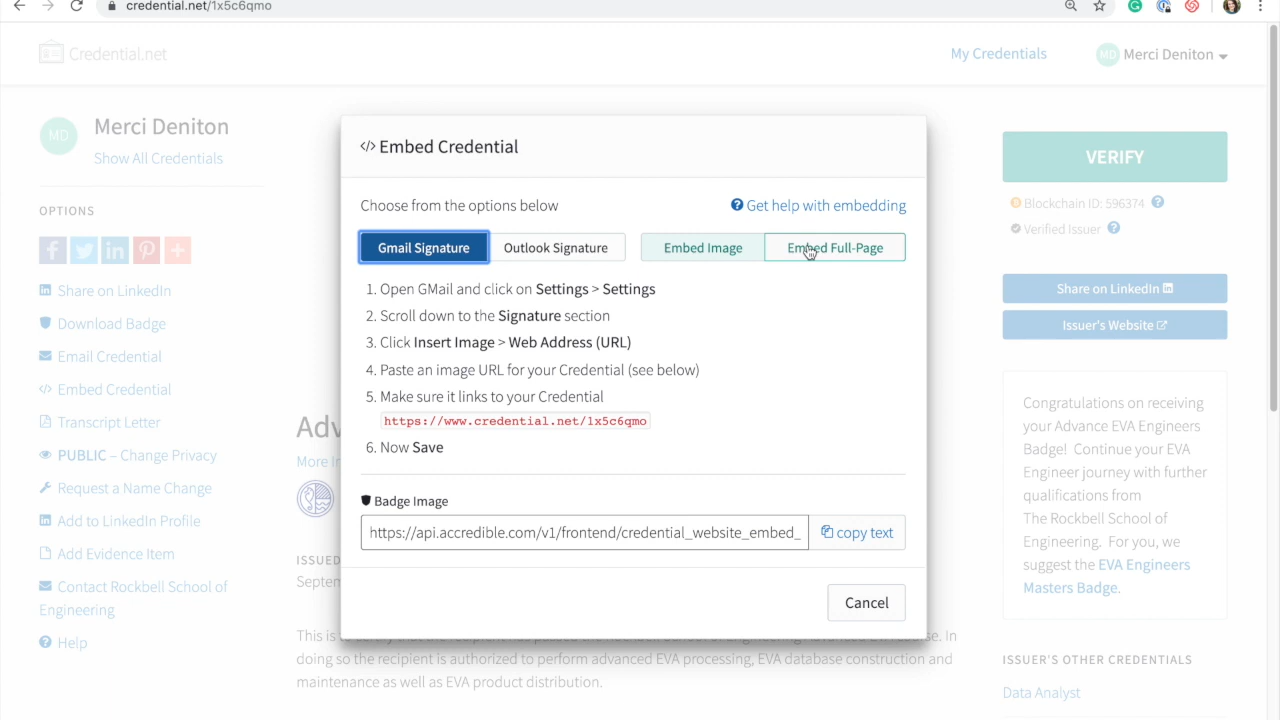 credential.net/1x5c6qmo
Credential.net
My Credentials
MD Merci Deniton
MD
Merci Deniton
Show All Credentials
OPTIONS
Share on LinkedIn
Download Badge
Email Credential
</> Embed Credential
Transcript Letter
PUBLIC – Change Privacy
Request a Name Change
Add to LinkedIn Profile
Add Evidence Item
Contact Rockbell School of
Engineering
Help
</> Embed Credential
Choose from the options below
Get help with embedding
Gmail Signature
Outlook Signature
Embed Image
Embed Full-Page
1. Open GMail and click on Settings > Settings
2. Scroll down to the Signature section
3. Click Insert Image > Web Address (URL)
4. Paste an image URL for your Credential (see below)
5. Make sure it links to your Credential
https://www.credential.net/1x5c6qmo
6. Now Save
Badge Image
https://api.accredible.com/v1/frontend/credential_website_embed_
copy text
Cancel
Adv
More In
ISSUED
Septem
This is
In
doing so the recipient is authorized to perform advanced EVA processing, EVA database construction and
maintenance as well as EVA product distribution.
VERIFY
Blockchain ID: 596374
Verified Issuer
Share on LinkedIn
Issuer's Website
Congratulations on receiving
your Advance EVA Engineers
Badge! Continue your EVA
Engineer journey with further
qualifications from
The Rockbell School of
Engineering. For you, we
suggest the EVA Engineers
Masters Badge.
ISSUER'S OTHER CREDENTIALS
Data Analyst